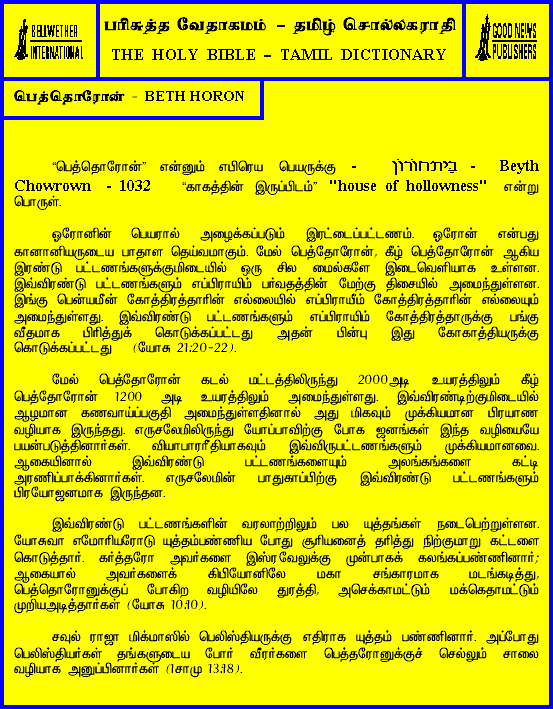 BELLWETHER
INTERNATIONAL
பரிசுத்த வேதாகமம் – தமிழ் சொல்லகராதி
THE HOLY BIBLE – TAMIL DICTIONARY
GOOD NEWS
PUBLISHERS
பெத்தொரோன் - BETH HORON
“பெத்தொரோன்” என்னும் எபிரெய பெயருக்கு - בּיתחורון - Beyth
Chowrown - 1032 “காகத்தின் இருப்பிடம்” "house of hollowness" என்று
பொருள்.
ஓரோனின் பெயரால் அழைக்கப்படும் இரட்டைப்பட்டணம். ஓரோன் என்பது
கானானியருடைய பாதாள தெய்வமாகும். மேல் பெத்தோரோன், கீழ் பெத்தோரோன் ஆகிய
இரண்டு பட்டணங்களுக்குமிடையில் ஒரு சில மைல்களே இடைவெளியாக உள்ளன.
இவ்விரண்டு பட்டணங்களும் எப்பிராயிம் பர்வதத்தின் மேற்கு திசையில் அமைந்துள்ளன.
இங்கு பென்யமீன் கோத்திரத்தாரின் எல்லையில் எப்பிராயீம் கோத்திரத்தாரின் எல்லையும்
அமைந்துள்ளது. இவ்விரண்டு பட்டணங்களும் எப்பிராயிம் கோத்திரத்தாருக்கு பங்கு
வீதமாக பிரித்துக் கொடுக்கப்பட்டது அதன் பின்பு இது கோகாத்தியருக்கு
கொடுக்கப்பட்டது (யோசு 21:20-22).
மேல் பெத்தோரோன் கடல் மட்டத்திலிருந்து 2000அடி உயரத்திலும் கீழ்
பெத்தோரோன் 1200 அடி உயரத்திலும் அமைந்துள்ளது. இவ்விரண்டிற்குமிடையில்
ஆழமான கணவாய்ப்பகுதி அமைந்துள்ளதினால் அது மிகவும் முக்கியமான பிரயாண
வழியாக இருந்தது. எருசலேமிலிருந்து யோப்பாவிற்கு போக ஜனங்கள் இந்த வழியையே
பயன்படுத்தினார்கள். வியாபாரரீதியாகவும் இவ்விருபட்டணங்களும் முக்கியமானவை.
ஆகையினால் இவ்விரண்டு பட்டணங்களையும் அலங்கங்களை கட்டி
அரணிப்பாக்கினார்கள். எருசலேமின் பாதுகாப்பிற்கு இவ்விரண்டு பட்டணங்களும்
பிரயோஜனமாக இருந்தன.
இவ்விரண்டு பட்டணங்களின் வரலாற்றிலும் பல யுத்தங்கள் நடைபெற்றுள்ளன.
யோசுவா எமோரியரோடு யுத்தம்பண்ணிய போது சூரியனைத் தரித்து நிற்குமாறு கட்டளை
கொடுத்தார். கர்த்தரோ அவர்களை இஸ்ரவேலுக்கு முன்பாகக் கலங்கப்பண்ணினார்;
ஆகையால் அவர்களைக் கிபியோனிலே மகா சங்காரமாக மடங்கடித்து,
பெத்தொரோனுக்குப் போகிற வழியிலே துரத்தி, அசெக்காமட்டும் மக்கெதாமட்டும்
முறியஅடித்தார்கள் (யோசு 10:10).
சவுல் ராஜா மிக்மாஸில் பெலிஸ்தியருக்கு எதிராக யுத்தம் பண்ணினார். அப்போது
பெலிஸ்தியர்கள் தங்களுடைய போர் வீரர்களை பெத்தரோனுக்குச் செல்லும் சாலை
வழியாக அனுப்பினார்கள் (1சாமு 13:18).